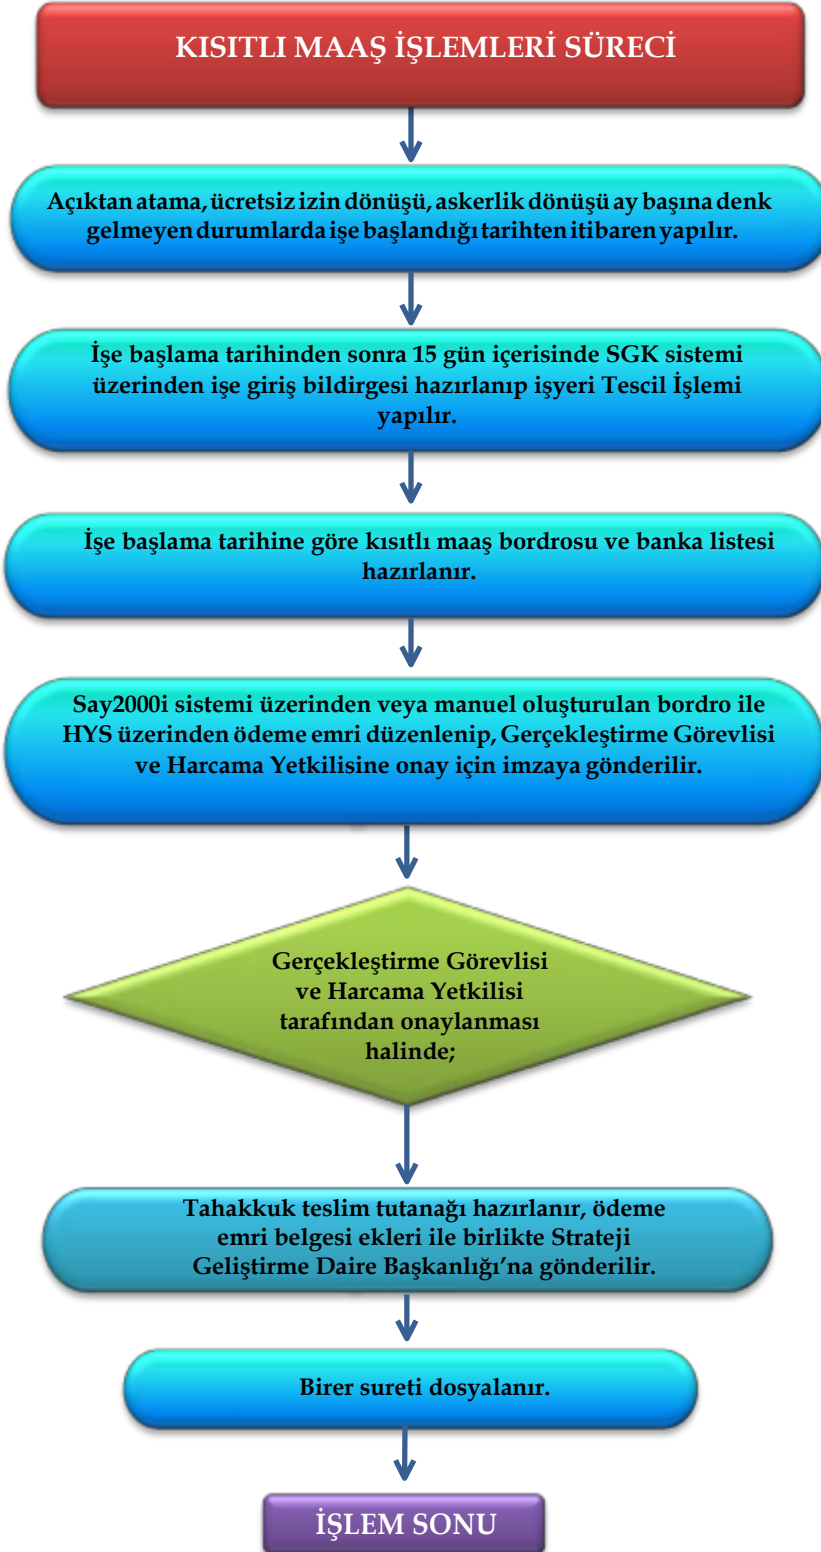 KISITLI MAAŞ İŞLEMLERİ SÜRECİ
Açıktan atama, ücretsiz izin dönüşü, askerlik dönüşü ay başına denk
gelmeyen durumlarda işe başlandığı tarihten itibaren yapılır.
İşe başlama tarihinden sonra 15 gün içerisinde SGK sistemi
üzerinden işe giriş bildirgesi hazırlanıp işyeri Tescil İşlemi
yapılır.
İşe başlama tarihine göre kısıtlı maaş bordrosu ve banka listesi
hazırlanır.
Say2000i sistemi üzerinden veya manuel oluşturulan bordro ile
HYS üzerinden ödeme emri düzenlenip, Gerçekleştirme Görevlisi
ve Harcama Yetkilisine onay için imzaya gönderilir.
Gerçekleştirme Görevlisi
ve Harcama Yetkilisi
tarafından onaylanması
halinde;
Tahakkuk teslim tutanağı hazırlanır, ödeme
emri belgesi ekleri ile birlikte Strateji
Geliştirme Daire Başkanlığı’na gönderilir.
Birer sureti dosyalanır.
İŞLEM SONU